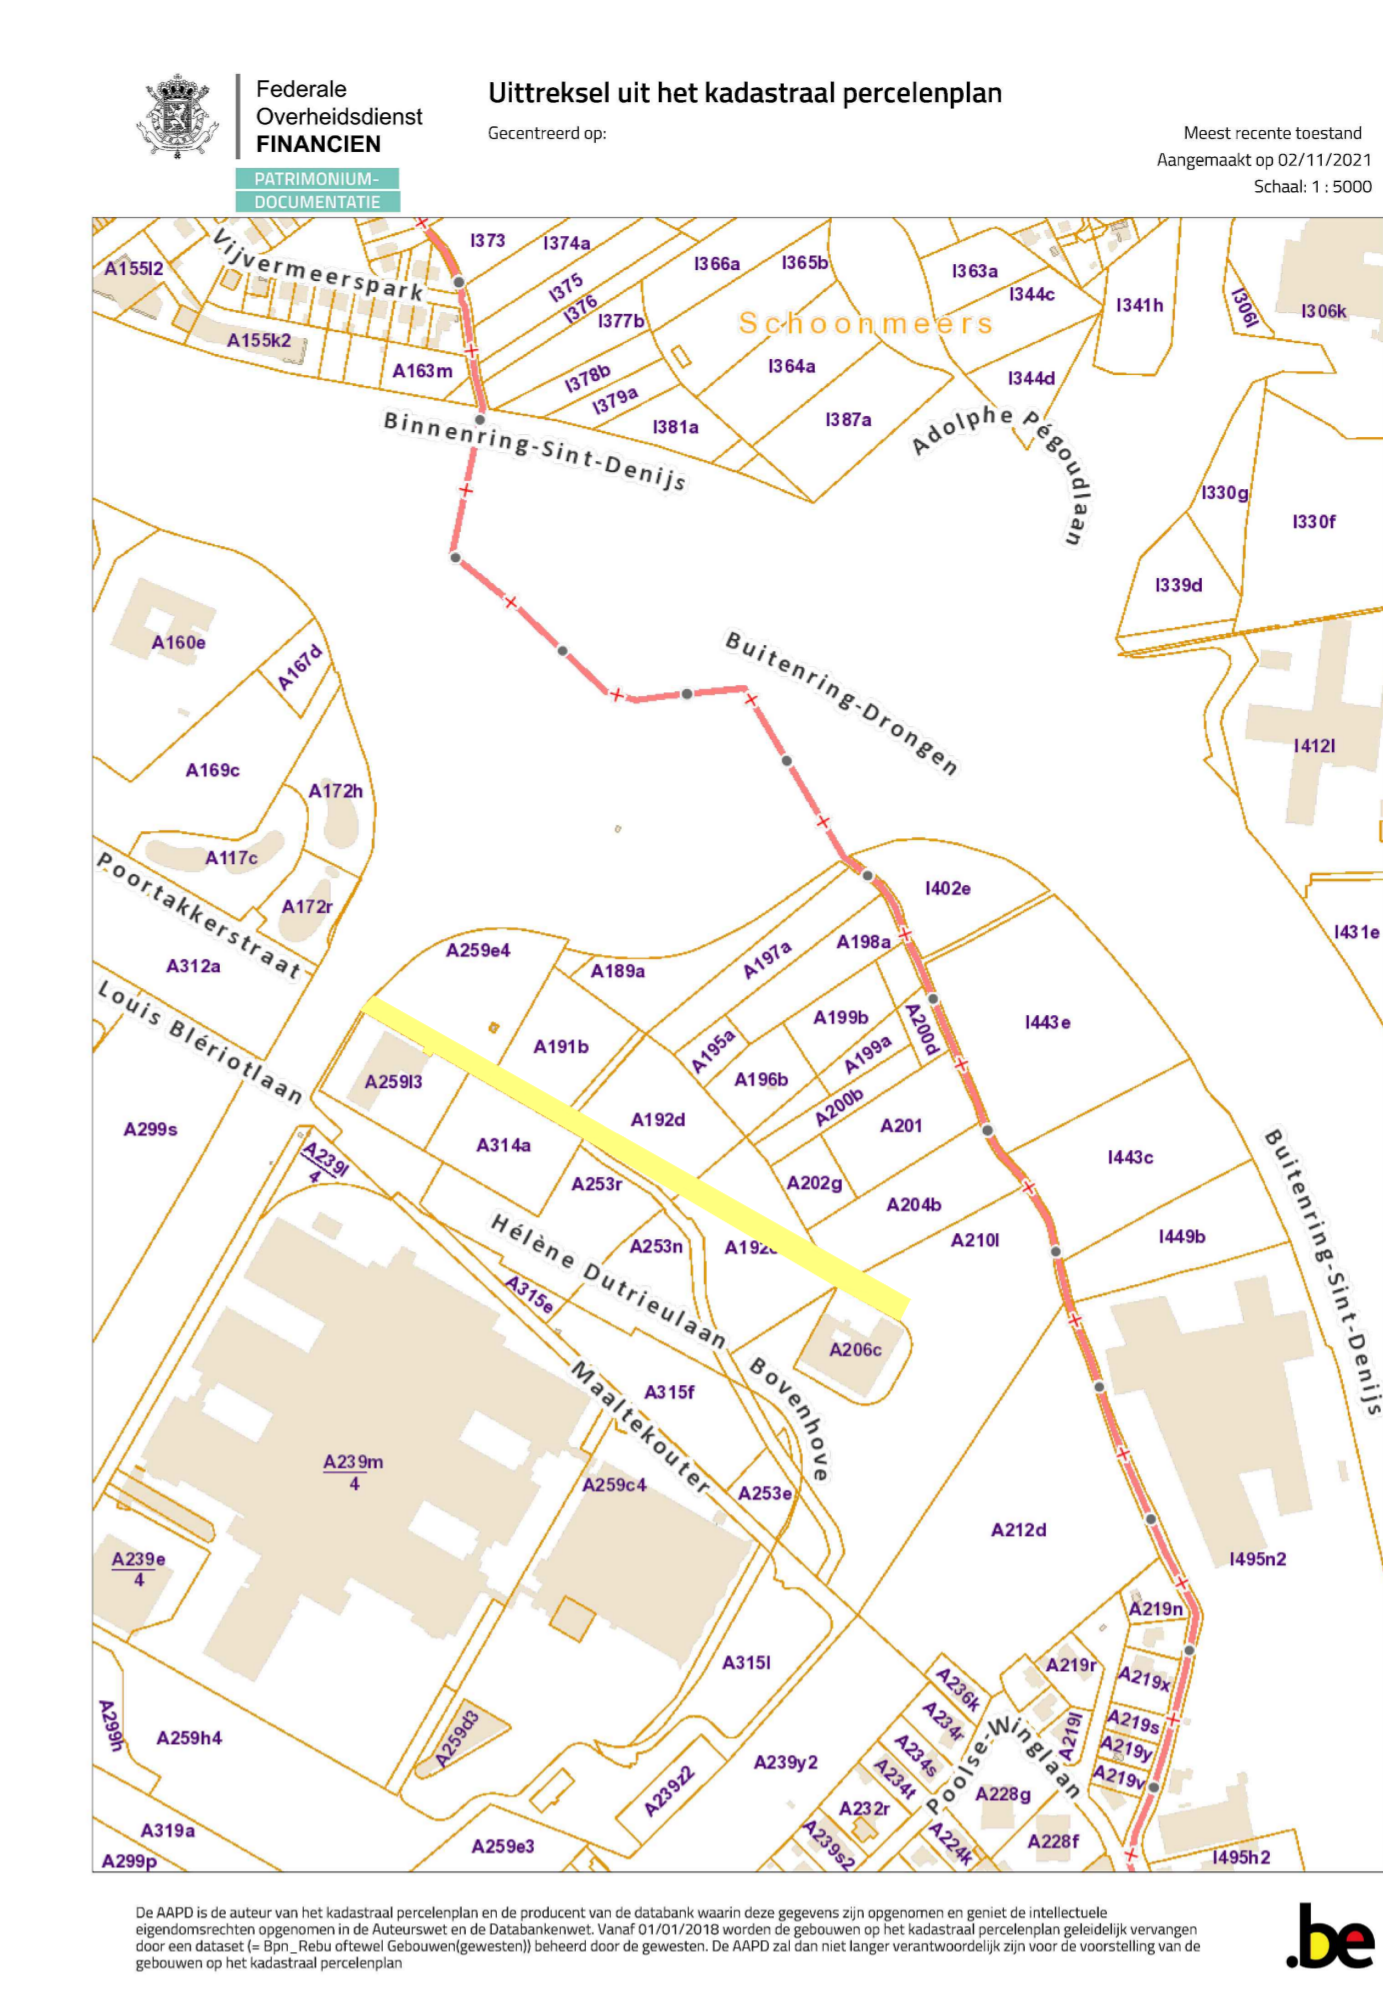 Federale
Overheidsdienst
FINANCIEN
PATRIMONIUM-
DOCUMENTATIE
Uittreksel uit het kadastraal percelenplan
Gecentreerd op:
Meest recente toestand
Aangemaakt op 02/11/2021
Schaal: 1 : 5000
Vijvermeerspark
I373
I374a
I366a
I365b
I363a
A155l2
I375
I376
I377b
Schoonmeers
I344c
I341h
I306l
I306k
A155k2
A163m
I378b
I379a
I364a
I344d
I381a
I387a
Binnenring-Sint-Denijs
Adolphe Pégoudlaan
I330g
I330f
I339d
A160e
A167d
Buitenring-Drongen
I412l
A169c
A172h
A117c
Poortakkerstraat
A172r
I402e
I431e
A312a
A259e4
A189a
A197a
A198a
Louis Blériotlaan
A191b
A195a
A199b
A199a
A200d
I443e
A259l3
A196b
A200b
A299s
A314a
A192d
A201
A239l
4
A253r
A202g
I443c
A204b
Hélène Dutrieulaan
A253n
A210l
I449b
Buitenring-Sint-Denijs
A315e
A206c
Maaltekouter
A315f
Bovenhove
A239m
4
A259c4
A253e
A212d
I495n2
A239e
4
A219n
A315l
A219r
A219x
A236k
A234r
A219l
A219s
A299h
A259h4
A259d3
A234s
Poolse-Winglaan
A219y
A239z2
A239y2
A234t
A219v
A228g
A319a
A232r
A259e3
A239s2
A224k
A228f
A299p
I495h2
De AAPD is de auteur van het kadastraal percelenplan en de producent van de databank waarin deze gegevens zijn opgenomen en geniet de intellectuele
eigendomsrechten opgenomen in de Auteurswet en de Databankenwet. Vanaf 01/01/2018 worden de gebouwen op het kadastraal percelenplan geleidelijk vervangen
door een dataset (= Bpn_Rebu oftewel Gebouwen(gewesten)) beheerd door de gewesten. De AAPD zal dan niet langer verantwoordelijk zijn voor de voorstelling van de
gebouwen op het kadastraal percelenplan
.be